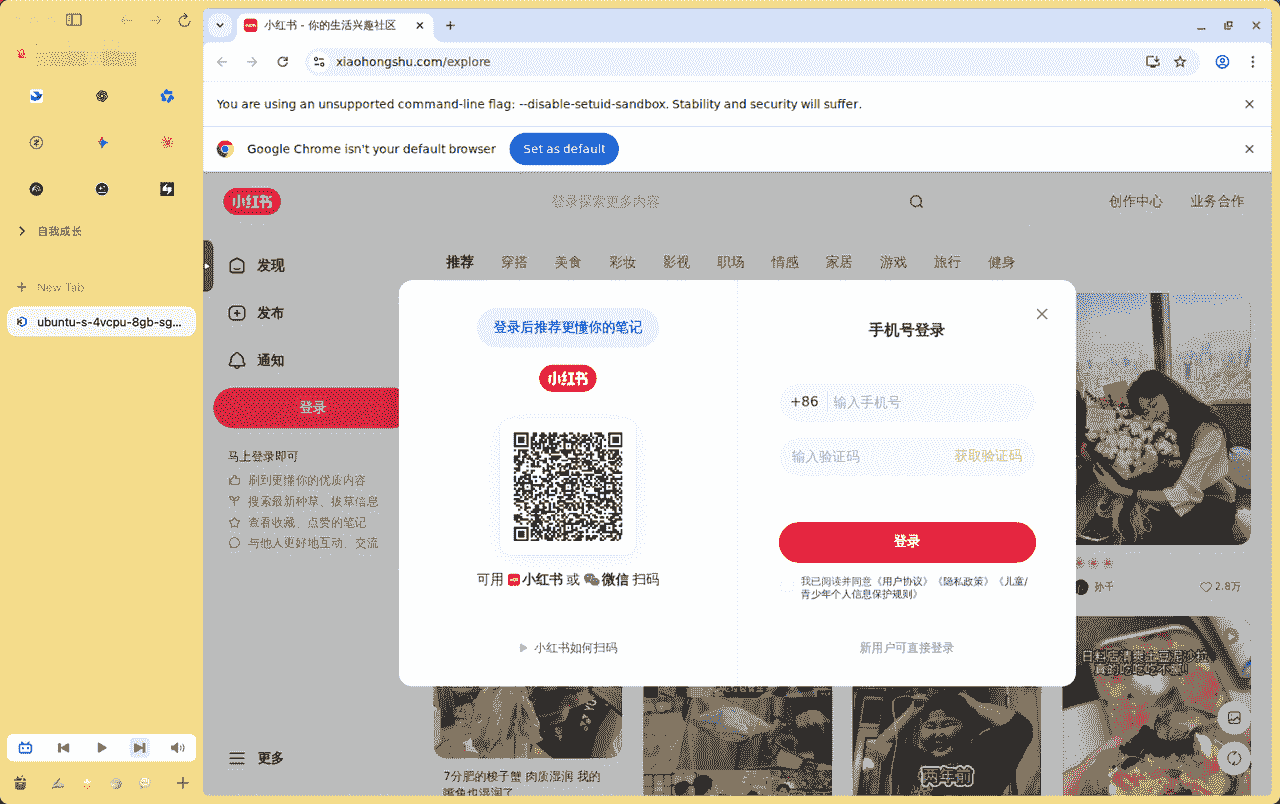 小红书 - 你的生活兴趣社区
xiaohongshu.com/explore
You are using an unsupported command-line flag: --disable-setuid-sandbox. Stability and security will suffer.
Google Chrome isn't your default browser
Set as default
自我成长
New Tab
ubuntu-s-4vcpu-8gb-sg...
小红书
登录探索更多内容
创作中心
业务合作
发现
发布
通知
登录
马上登录即可
刷到更懂你的优质内容
搜索最新种草、拔草信息
查看收藏、点赞的笔记
与他人更好地互动、交流
更多
推荐
穿搭
美食
彩妆
影视
职场
情感
家居
游戏
旅行
健身
登录后推荐更懂你的笔记
小红书
可用 小红书 或 微信 扫码
小红书如何扫码
手机号登录
+86 输入手机号
输入验证码 获取验证码
登录
我已阅读并同意《用户协议》《隐私政策》《儿童/
青少年个人信息保护规则》
新用户可直接登录
孙千
2.8万
7分肥的梭子蟹 肉质湿润 我的
嘴角也湿润了
两年前